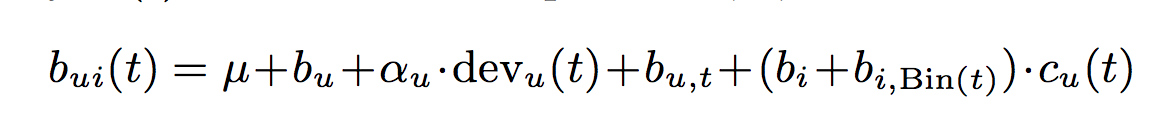 b_{ui}(t) = μ+b_u+α_u·dev_u(t)+b_{u,t}+(b_i+b_{i,Bin(t)})·c_u(t)